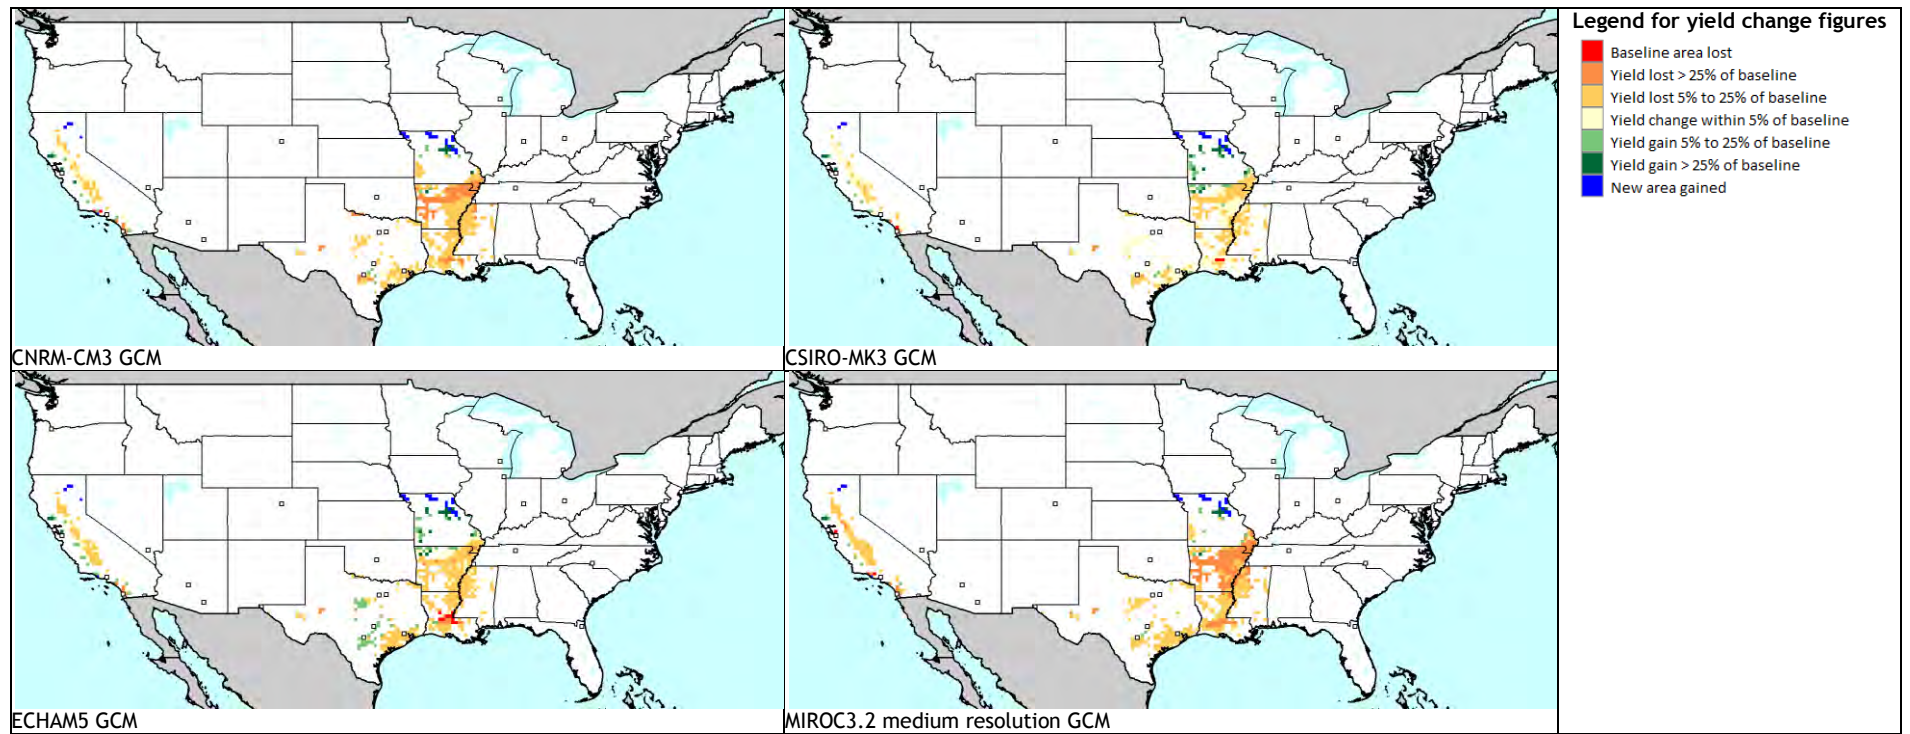 CNRM-CM3 GCM
CSIRO-MK3 GCM
ECHAM5 GCM
MIROC3.2 medium resolution GCM
Legend for yield change figures
Baseline area lost
Yield lost > 25% of baseline
Yield lost 5% to 25% of baseline
Yield change within 5% of baseline
Yield gain 5% to 25% of baseline
Yield gain > 25% of baseline
New area gained